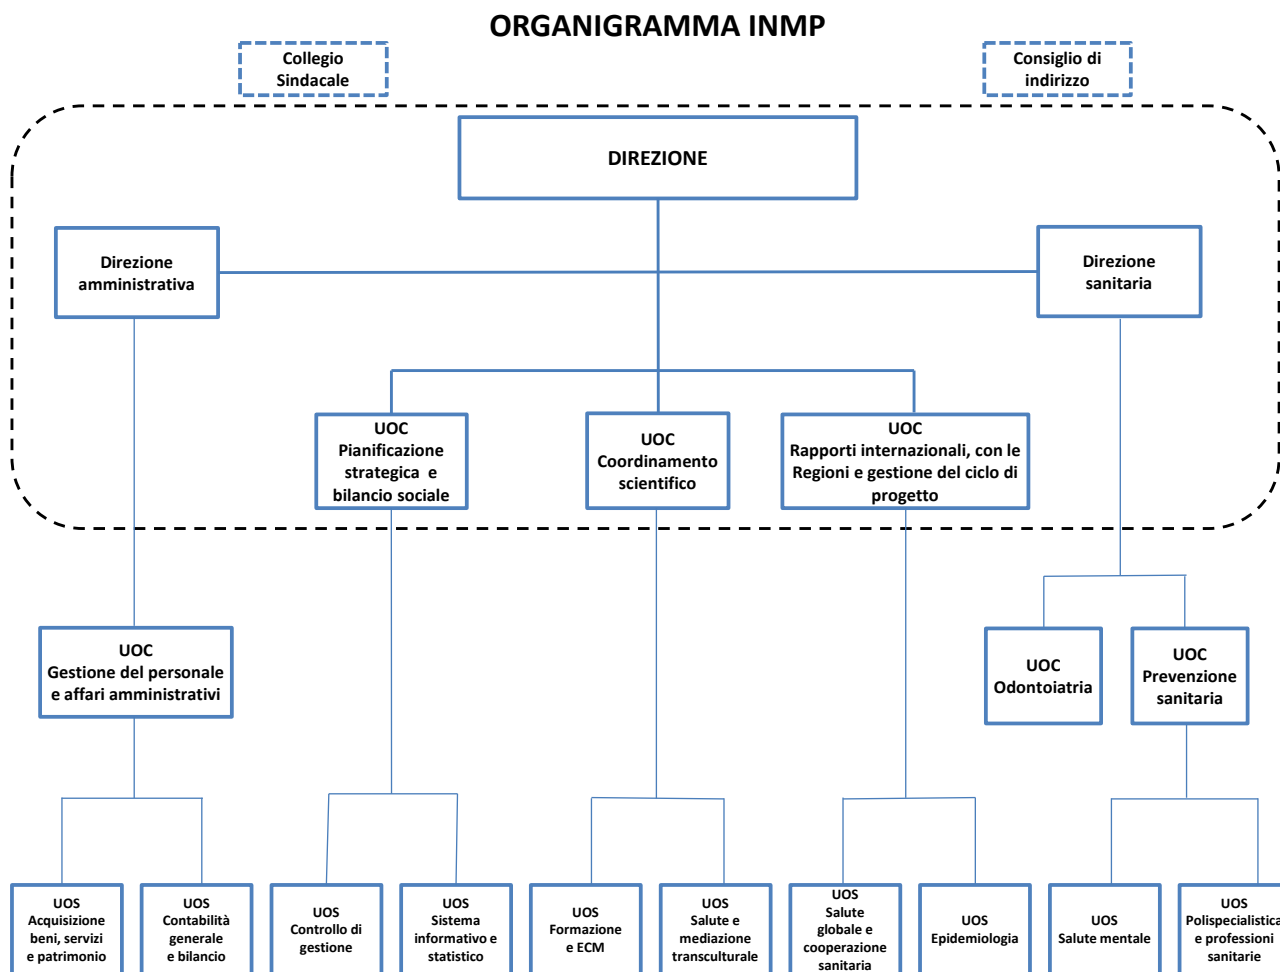 ORGANIGRAMMA INMP
Collegio
Sindacale
Consiglio di
indirizzo
DIREZIONE
Direzione
amministrativa
Direzione
sanitaria
UOC
Pianificazione
strategica e
bilancio sociale
UOC
Coordinamento
scientifico
UOC
Rapporti internazionali, con le
Regioni e gestione del ciclo di
progetto
UOC
Gestione del personale
e affari amministrativi
UOC
Odontoiatria
UOC
Prevenzione
sanitaria
UOS
Acquisizione
beni, servizi
e patrimonio
UOS
Contabilità
generale
e bilancio
UOS
Controllo di
gestione
UOS
Sistema
informativo e
statistico
UOS
Formazione
e ECM
UOS
Salute e
mediazione
transculturale
UOS
Salute
globale e
cooperazione
sanitaria
UOS
Epidemiologia
UOS
Salute mentale
UOS
Polispecialistica
e professioni
sanitarie